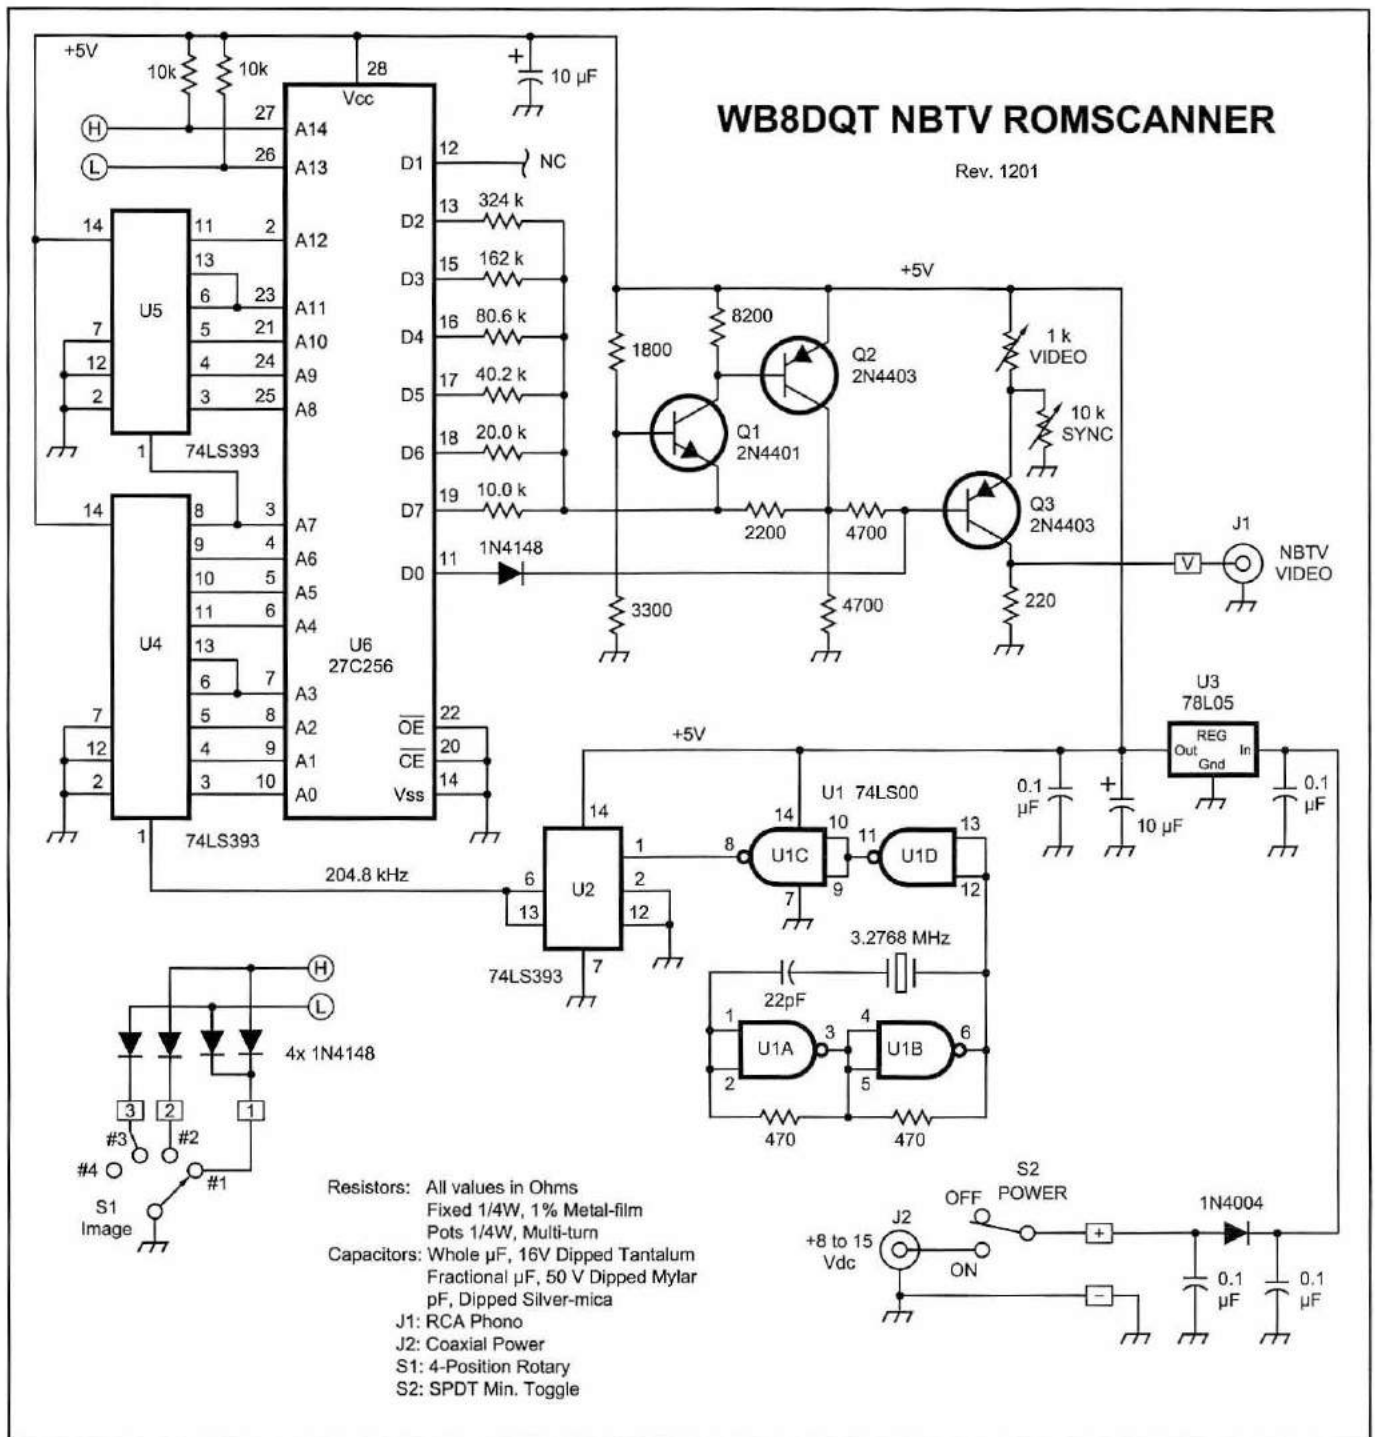 WB8DQT NBTV ROMSCANNER
Rev. 1201
+5V
10k
10k
28
Vcc
+
10 µF
H
27
A14
L
26
A13
D1
12
NC
14
U5
11
2
A12
13
6
23
A11
7
5
21
A10
12
4
24
A9
2
3
25
A8
1
74LS393
D2
13
324 k
D3
15
162 k
D4
16
80.6 k
D5
17
40.2 k
D6
18
20.0 k
D7
19
10.0 k
D0
11
1N4148
14
U4
8
3
A7
9
4
A6
10
5
A5
11
6
A4
13
6
7
A3
7
5
8
A2
12
4
9
A1
2
3
10
A0
1
74LS393
U6
27C256
OE
22
CE
20
Vss
14
+5V
1800
8200
Q2
2N4403
Q1
2N4401
1 k
VIDEO
10 k
SYNC
2200
4700
Q3
2N4403
3300
4700
220
V
J1
NBTV
VIDEO
U3
78L05
REG
Out
In
Gnd
+5V
0.1
µF
+
10 µF
0.1
µF
204.8 kHz
14
U2
1
6
2
13
12
7
74LS393
U1 74LS00
14
8
U1C
10
9
7
11
U1D
13
12
3.2768 MHz
22pF
1
2
U1A
3
4
5
U1B
6
470
470
H
L
4x 1N4148
3
2
1
#3
#2
#4
#1
S1
Image
Resistors: All values in Ohms
Fixed 1/4W, 1% Metal-film
Pots 1/4W, Multi-turn
Capacitors: Whole µF, 16V Dipped Tantalum
Fractional µF, 50 V Dipped Mylar
pF, Dipped Silver-mica
J1: RCA Phono
J2: Coaxial Power
S1: 4-Position Rotary
S2: SPDT Min. Toggle
S2
POWER
OFF
ON
J2
+8 to 15
Vdc
+
−
1N4004
0.1
µF
0.1
µF